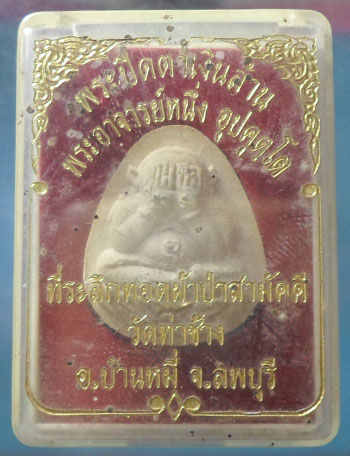 พระปิดตาเงินล้าน
พระอาจารย์หนึ่ง อุปคุตฺโต
ที่ระลึกทอดผ้าป่าสามัคคี
วัดท่าช้าง
อ.บ้านหมี่ จ.ลพบุรี